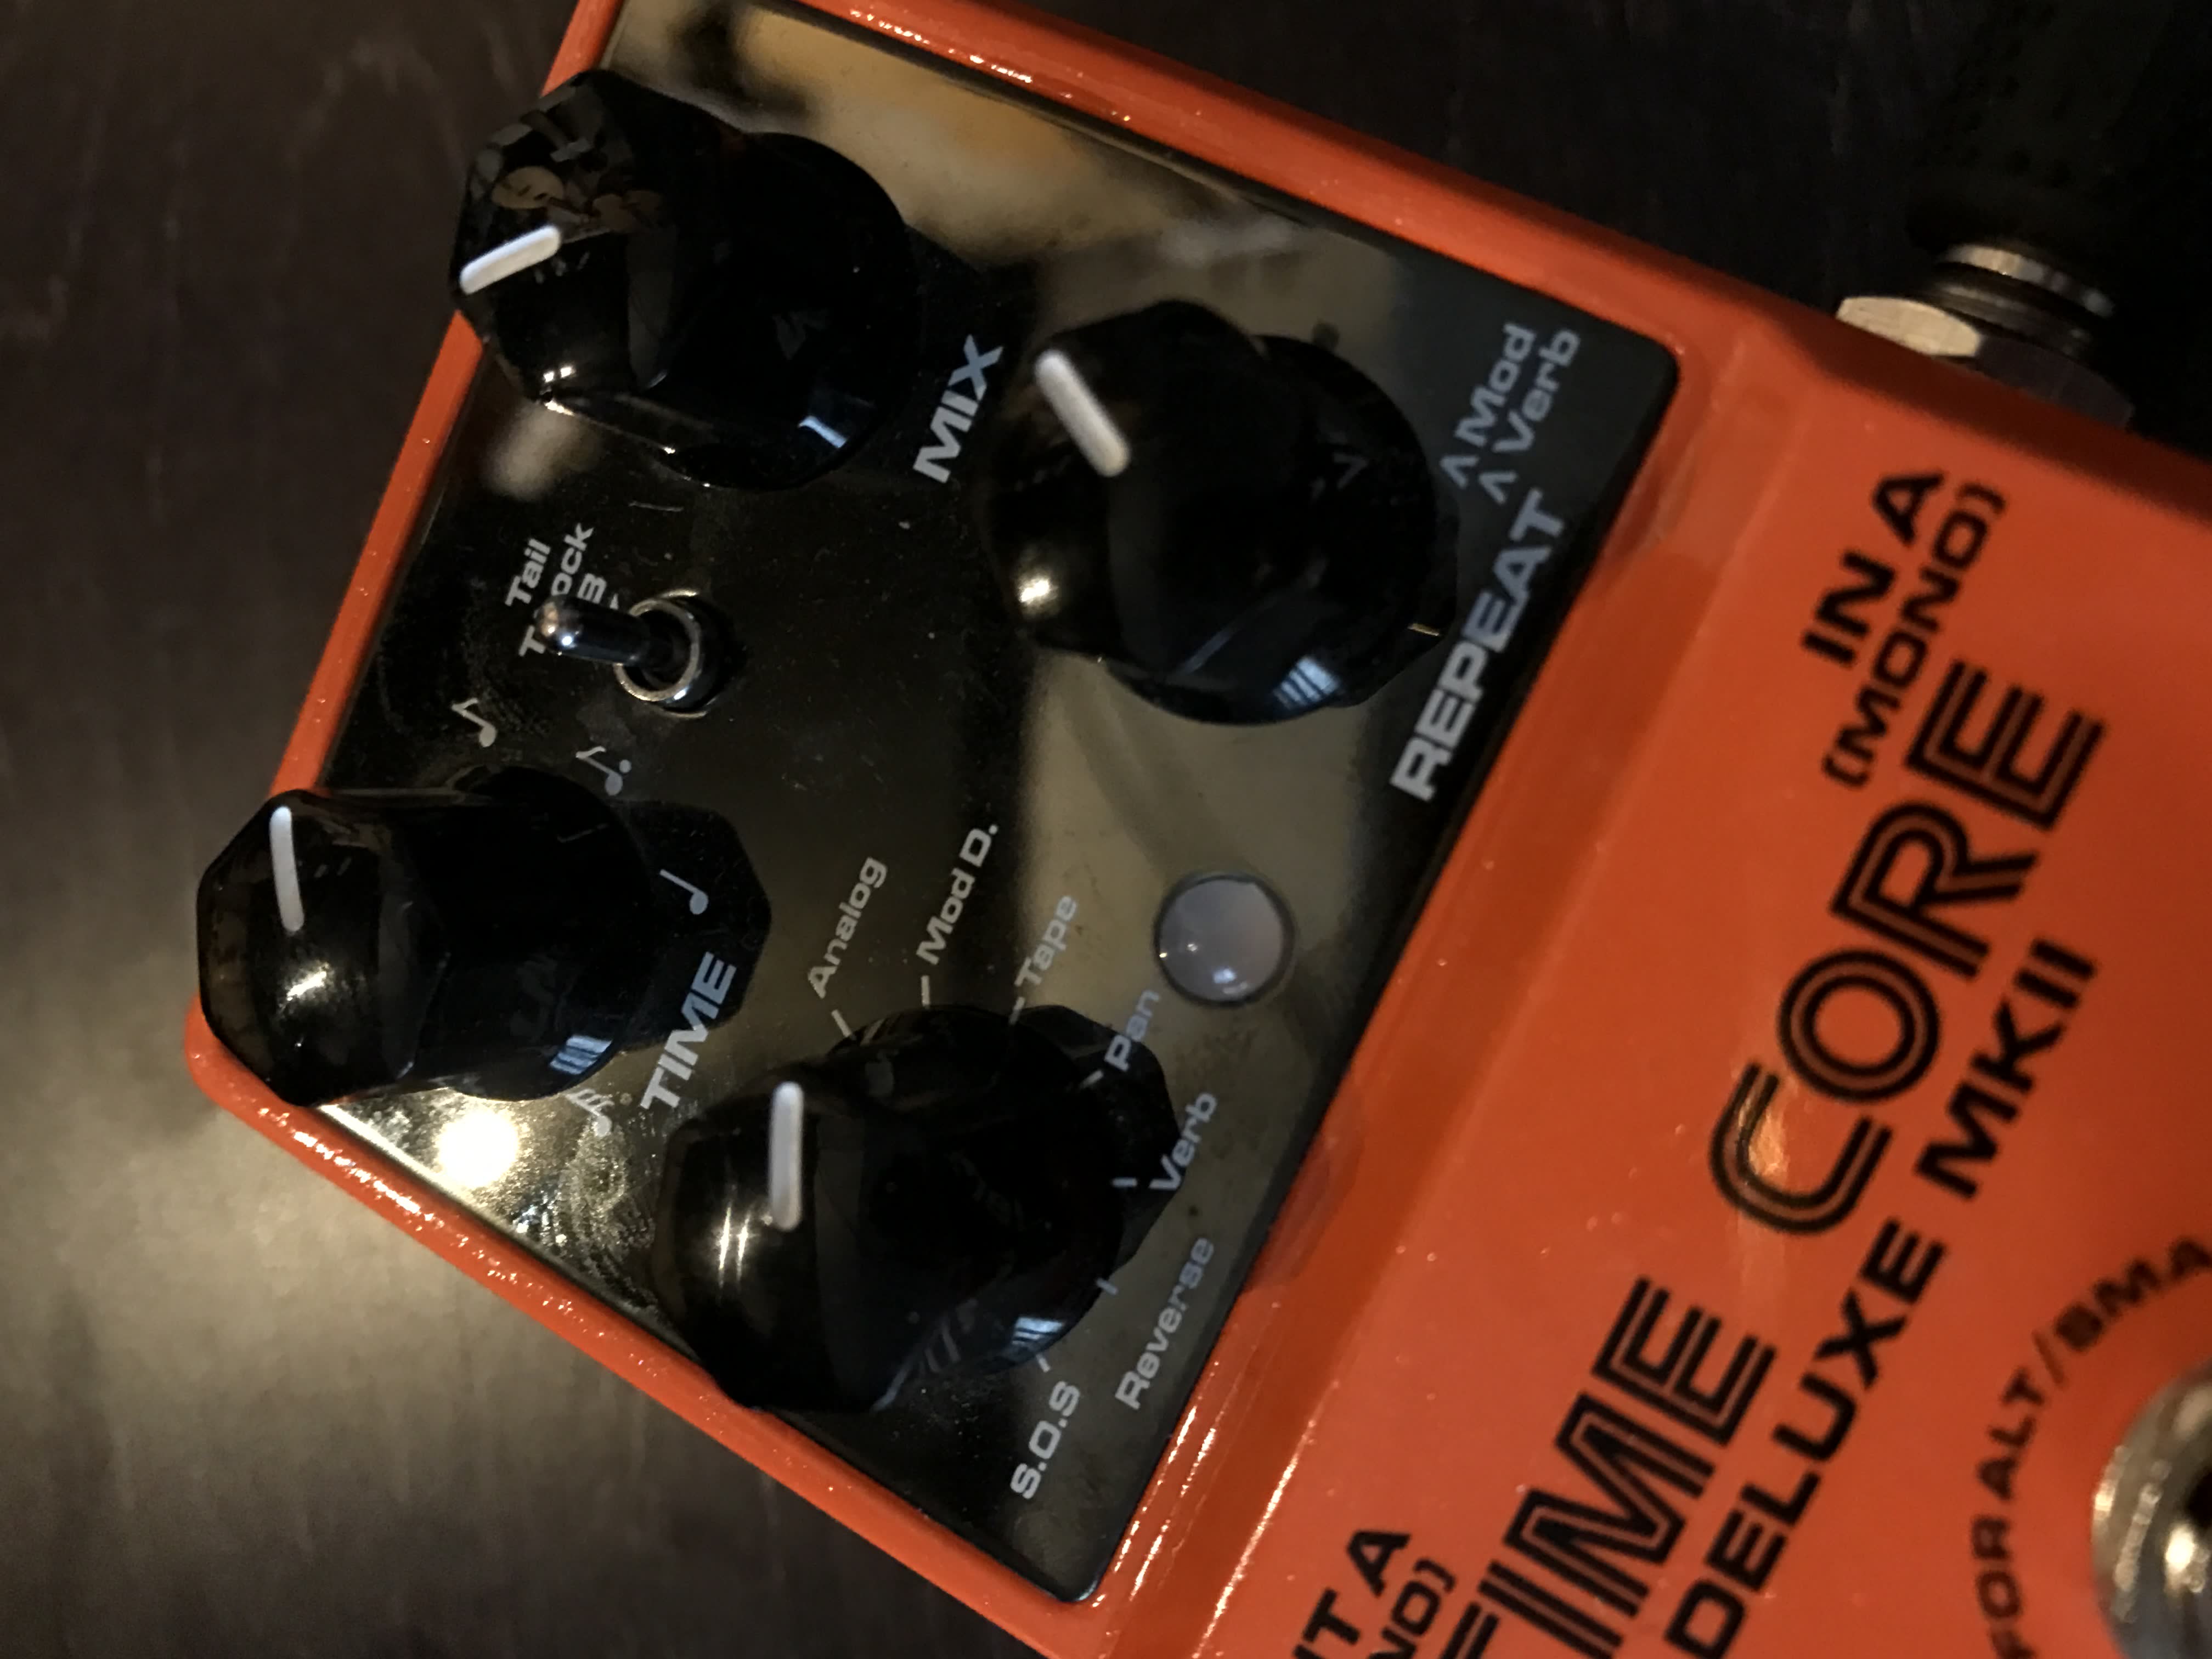 Tail
TIME
Analog
Mod D.
Tape
Pan
Verb
Reverse
S.O.S
MIX
REPEAT
∧ Mod
∧ Verb
TIME CORE
DELUXE MKII
IN A
(MONO)
FOR ALT/